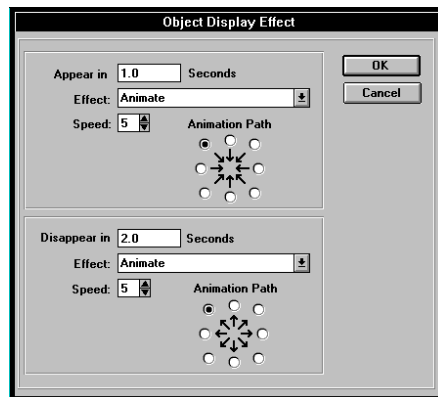 Object Display Effect
Appear in 1.0 Seconds
Effect: Animate
Speed: 5 Animation Path
Disappear in 2.0 Seconds
Effect: Animate
Speed: 5 Animation Path
OK
Cancel